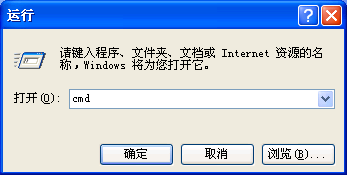 运行
请键入程序、文件夹、文档或 Internet 资源的名
称，Windows 将为您打开它。
打开(O): cmd
确定 取消 浏览(B)...